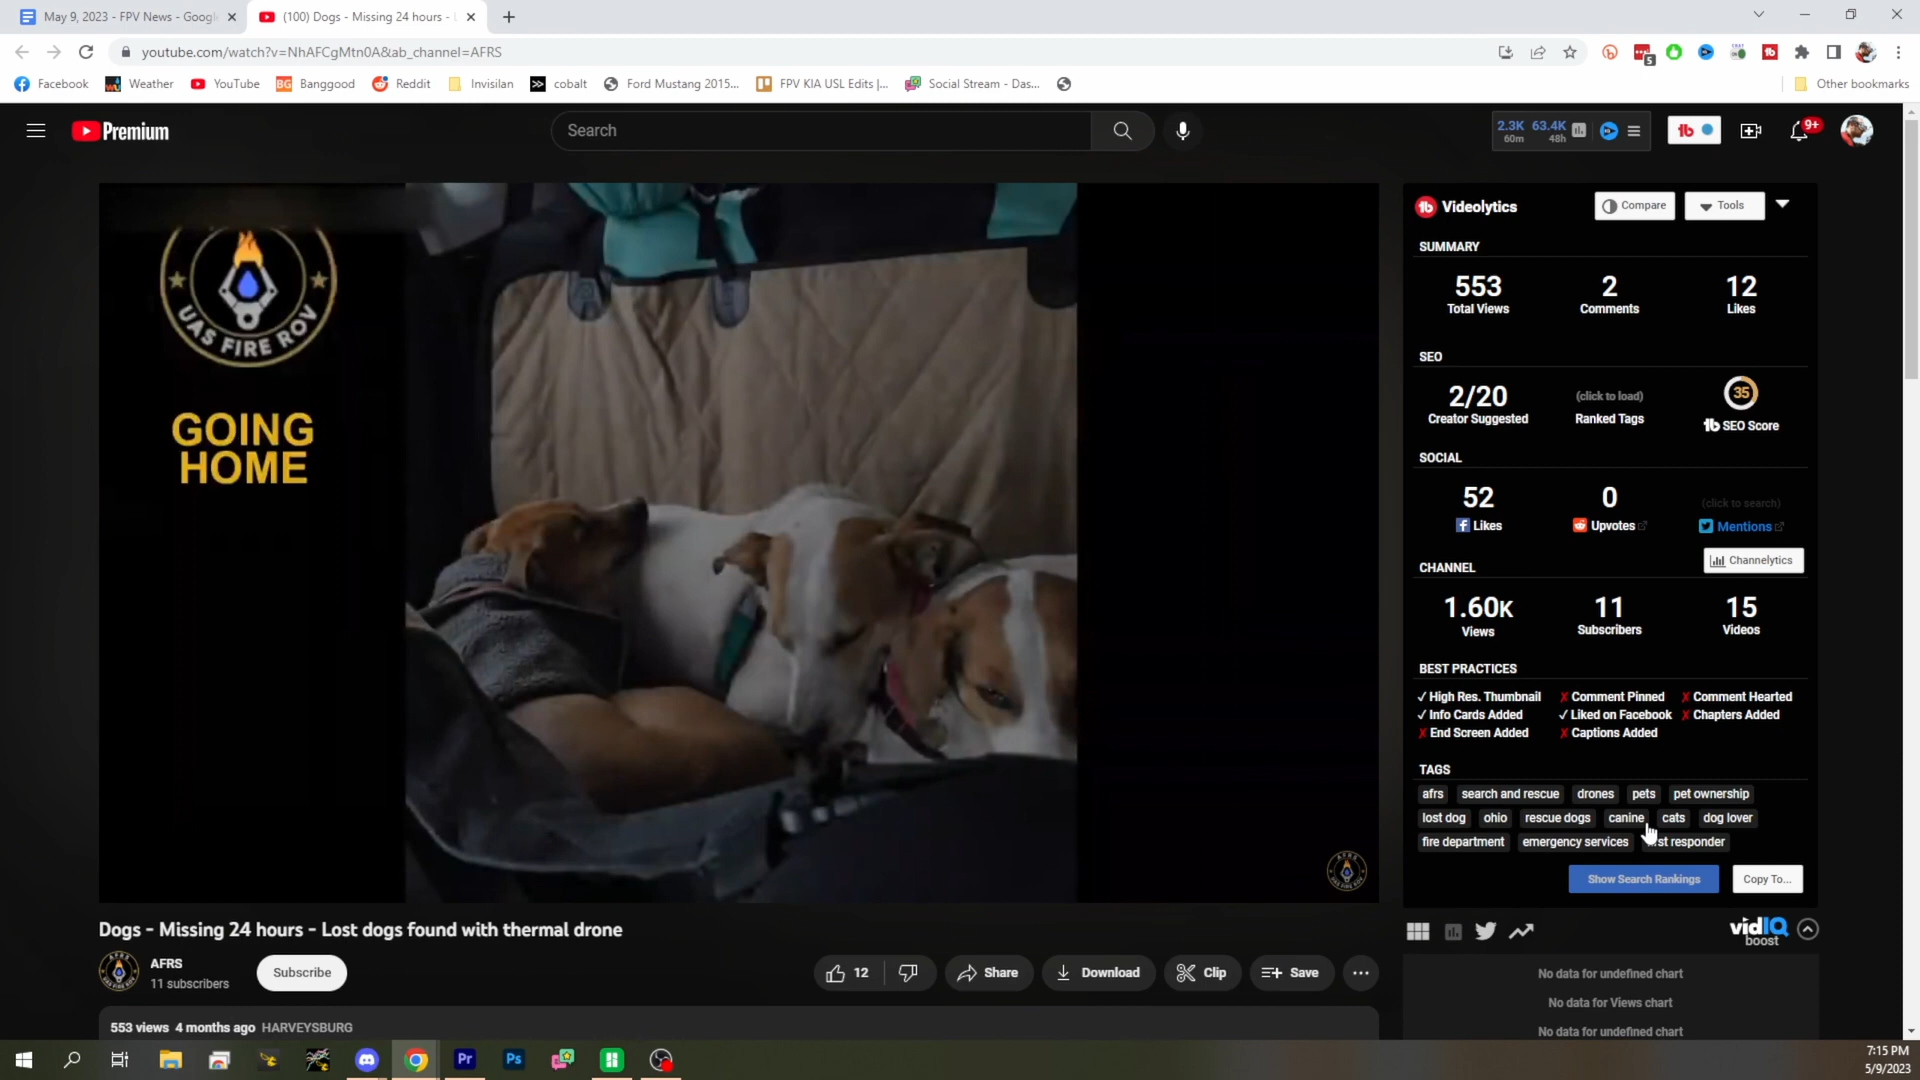 May 9, 2023 - FPV News - Googl
(100) Dogs - Missing 24 hours - L
youtube.com/watch?v=NhAFCgMtn0A&ab_channel=AFRS
5
Facebook
Weather
YouTube
BG Banggood
Reddit
Invisilan
cobalt
Ford Mustang 2015...
FPV KIA USL Edits |...
Social Stream - Das...
Other bookmarks
Premium
Search
2.3K 63.4K
60m 48h
9+
UAS FIRE ROV
GOING
HOME
Videolytics
Compare
Tools
SUMMARY
553 2 12
Total Views Comments Likes
SEO
2/20 (click to load) 35
Creator Suggested Ranked Tags SEO Score
SOCIAL
52 0 (click to search)
Likes Upvotes Mentions
CHANNEL Channelytics
1.60K 11 15
Views Subscribers Videos
BEST PRACTICES
✓ High Res. Thumbnail ✗ Comment Pinned ✗ Comment Hearted
✓ Info Cards Added ✓ Liked on Facebook ✗ Chapters Added
✗ End Screen Added ✗ Captions Added
TAGS
afrs search and rescue drones pets pet ownership
lost dog ohio rescue dogs canine cats dog lover
fire department emergency services responder
Show Search Rankings Copy To...
vidIQ
boost
No data for undefined chart
No data for Views chart
No data for undefined chart
Dogs - Missing 24 hours - Lost dogs found with thermal drone
AFRS
11 subscribers
Subscribe
12
Share
Download
Clip
Save
553 views 4 months ago HARVEYSBURG
Pr
Ps
7:15 PM
5/9/2023